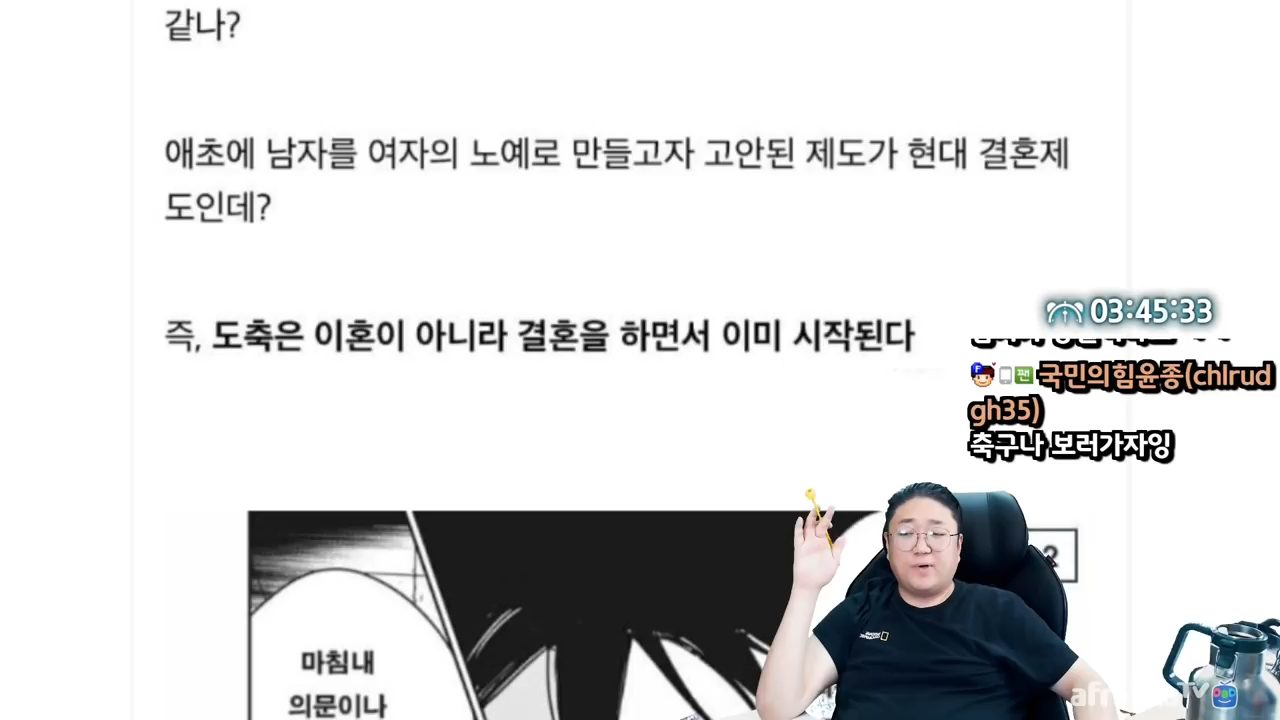 같나?
애초에 남자를 여자의 노예로 만들고자 고안된 제도가 현대 결혼제
도인데?
즉, 도축은 이혼이 아니라 결혼을 하면서 이미 시작된다
03:45:33
F 팬 국민의힘윤종(chlrud
gh35)
축구나 보러가자잉
?
마침내
의문이나
TV